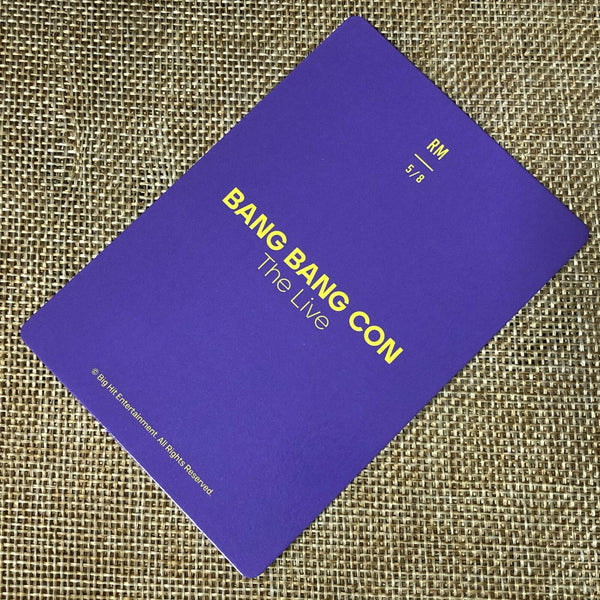 RM
5/8
BANG BANG CON
The Live
© Big Hit Entertainment. All Rights Reserved.